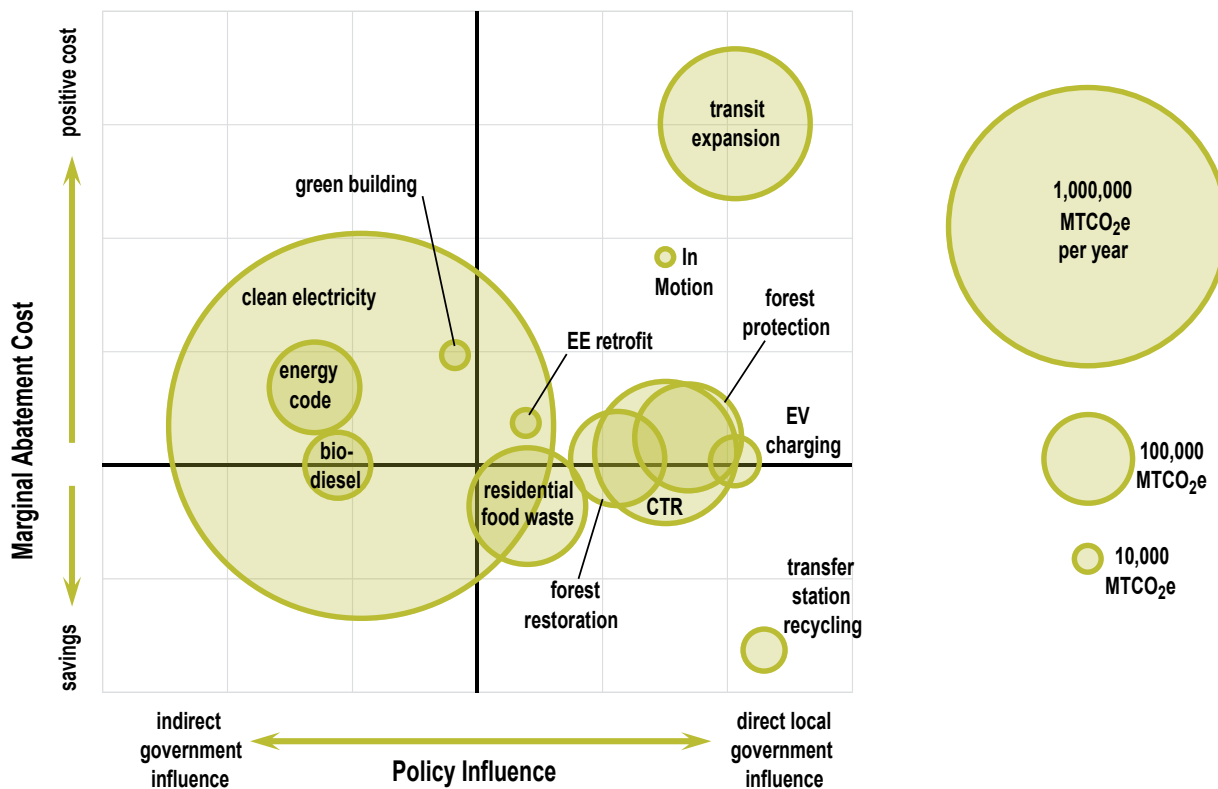 positive cost
Marginal Abatement Cost
savings
transit
expansion
green building
In
Motion
clean electricity
forest
protection
EE retrofit
energy
code
EV
charging
bio-
diesel
residential
food waste
CTR
forest
restoration
transfer
station
recycling
indirect
government
influence
Policy Influence
direct local
government
influence
1,000,000
MTCO₂e
per year
100,000
MTCO₂e
10,000
MTCO₂e